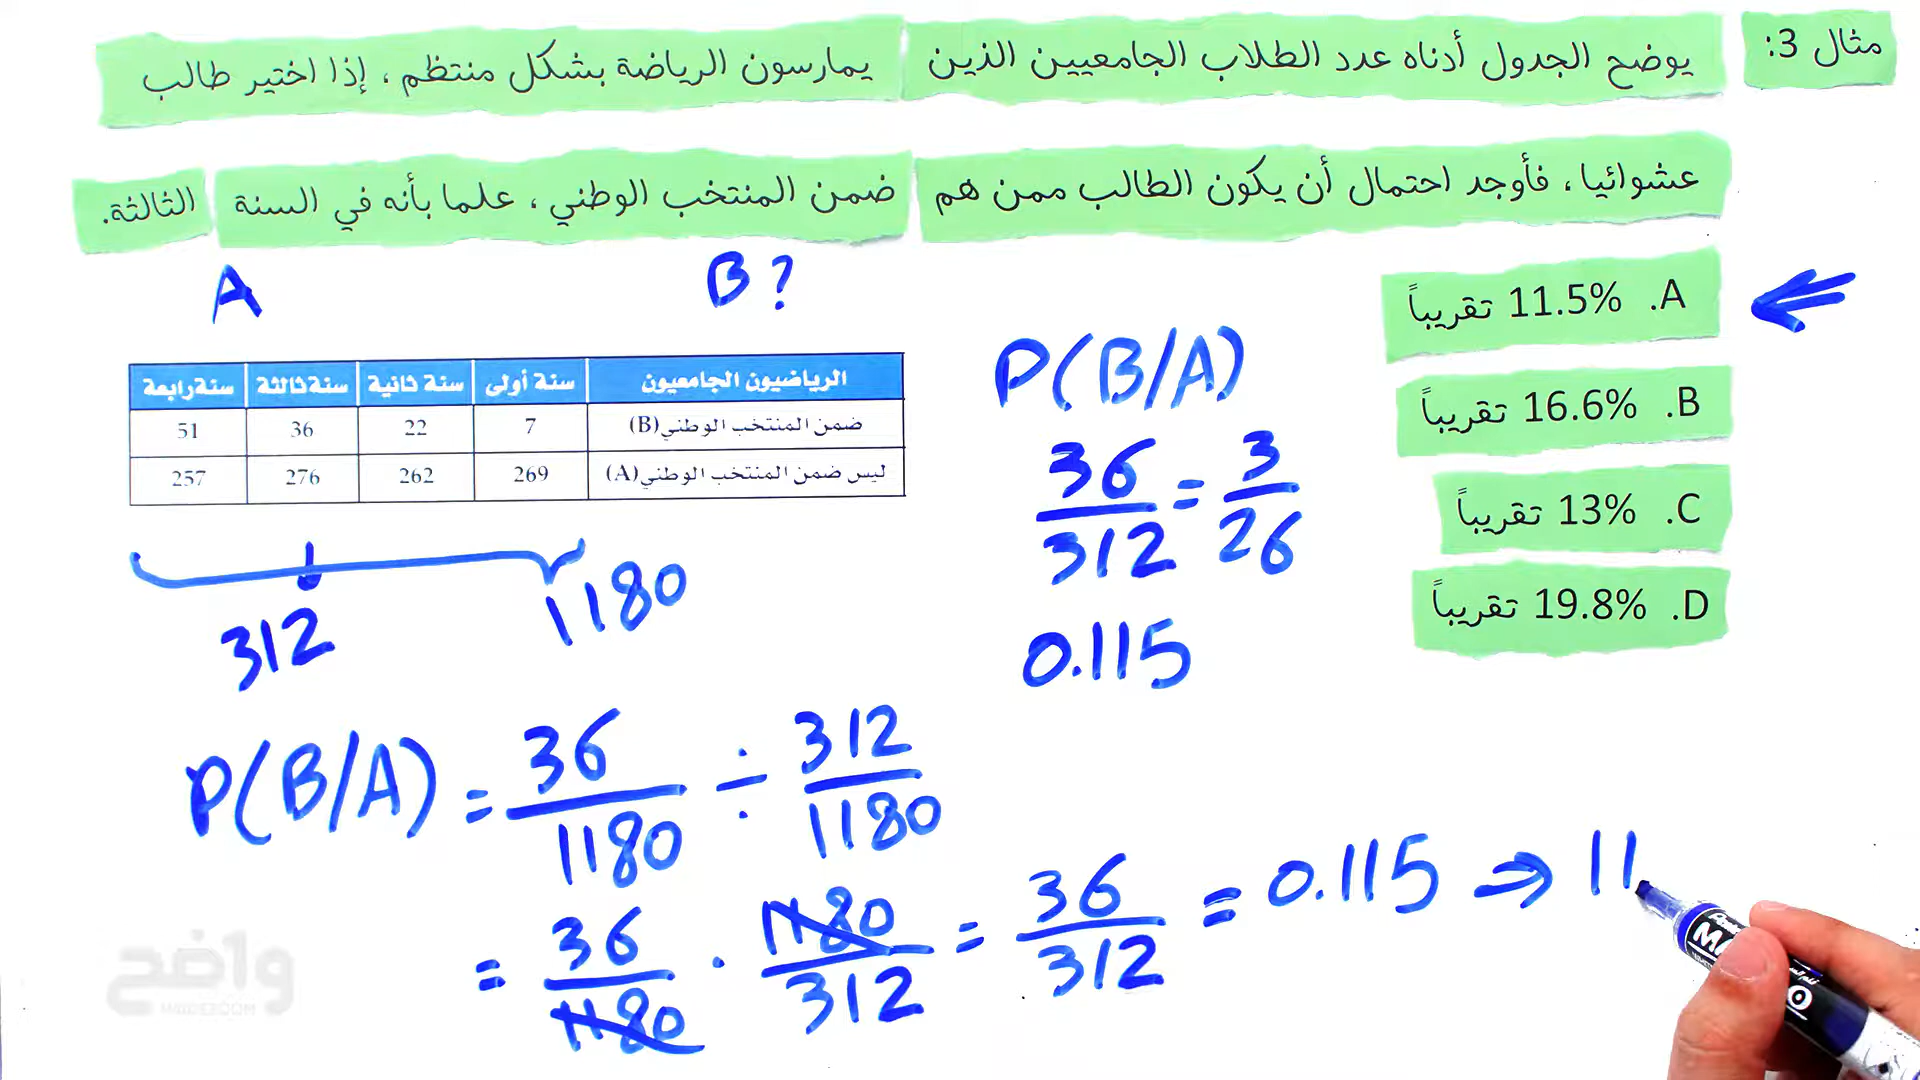 مثال 3:
يوضح الجدول أدناه عدد الطلاب الجامعيين الذين يمارسون الرياضة بشكل منتظم ، إذا اختير طالب
عشوائيا ، فأوجد احتمال أن يكون الطالب ممن هم ضمن المنتخب الوطني ، علما بأنه في السنة الثالثة.
A B ?
A. 11.5% تقريباً
B. 16.6% تقريباً
C. 13% تقريباً
D. 19.8% تقريباً
الرياضيون الجامعيون سنة أولى سنة ثانية سنة ثالثة سنة رابعة
ضمن المنتخب الوطني(B) 7 22 36 51
ليس ضمن المنتخب الوطني(A) 269 262 276 257
312 1180
P(B/A)
36/312 = 3/26
0.115
P(B/A) = 36/1180 ÷ 312/1180
= 36/1180 · 1180/312 = 36/312 = 0.115 ⇒ 11
واضح